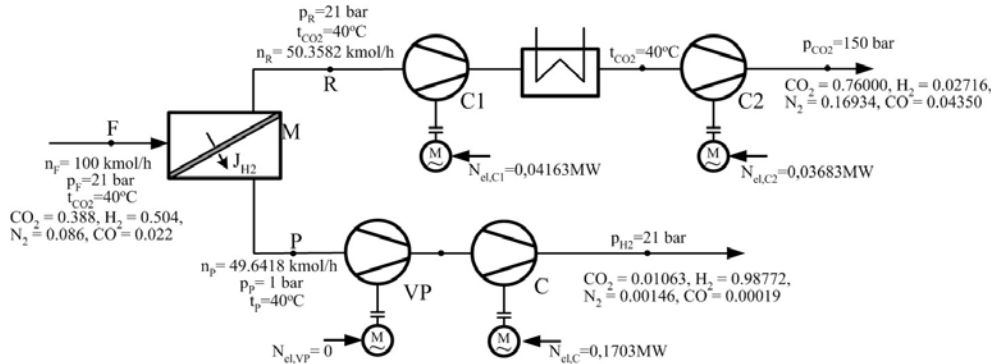 p_R=21 bar
t_CO2=40°C
n_R= 50.3582 kmol/h
R
C1
t_CO2=40°C
C2
p_CO2=150 bar
CO₂ = 0.76000, H₂ = 0.02716,
N₂ = 0.16934, CO = 0.04350
M
~
N_el,C1=0,04163MW
M
~
N_el,C2=0,03683MW
F
M
J_H2
n_F= 100 kmol/h
p_F=21 bar
t_CO2=40°C
CO₂ = 0.388, H₂ = 0.504,
N₂ = 0.086, CO = 0.022
P
n_P= 49.6418 kmol/h
p_P= 1 bar
t_P=40°C
VP
C
p_H2=21 bar
CO₂ = 0.01063, H₂ = 0.98772,
N₂ = 0.00146, CO = 0.00019
N_el,VP= 0
M
~
M
~
N_el,C=0,1703MW